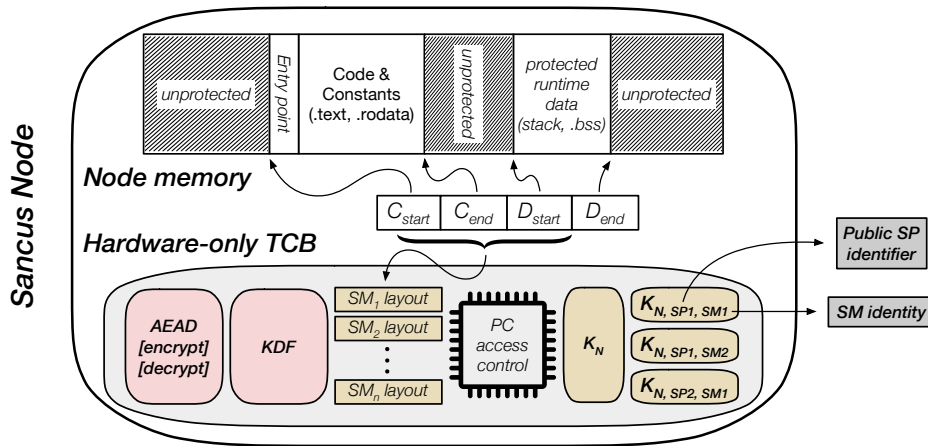 Sancus Node
unprotected
Entry point
Code &
Constants
(.text, .rodata)
unprotected
protected
runtime
data
(stack, .bss)
unprotected
Node memory
C_start
C_end
D_start
D_end
Hardware-only TCB
Public SP
identifier
SM identity
AEAD
[encrypt]
[decrypt]
KDF
SM_1 layout
SM_2 layout
SM_n layout
PC
access
control
K_N
K_N, SP1, SM1
K_N, SP1, SM2
K_N, SP2, SM1